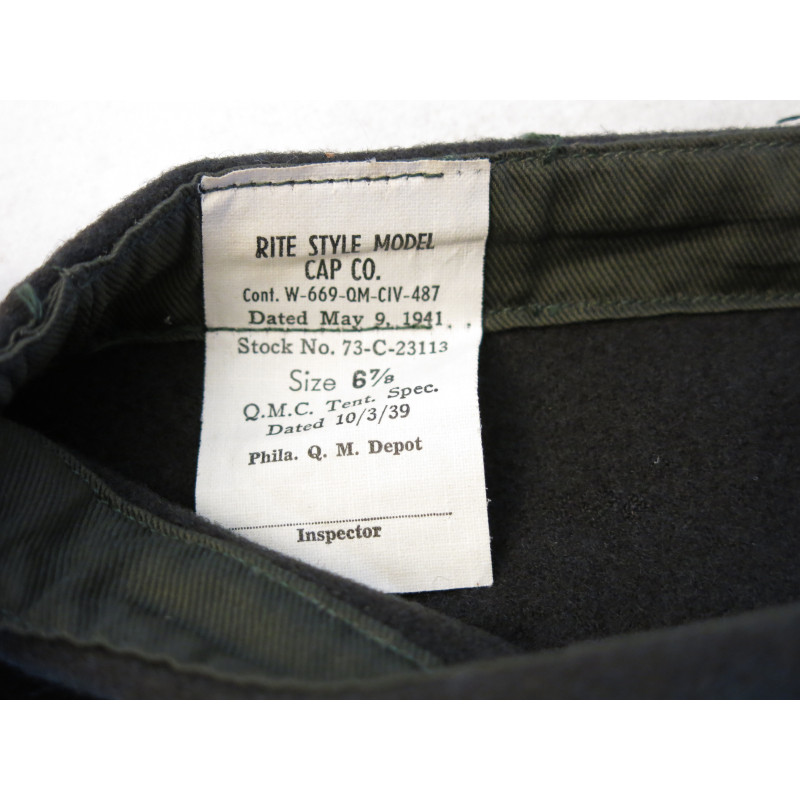 RITE STYLE MODEL
CAP CO.
Cont. W-669-QM-CIV-487
Dated May 9, 1941
Stock No. 73-C-23113
Size 6⅞
Q.M.C. Tent. Spec.
Dated 10/3/39
Phila. Q. M. Depot
Inspector